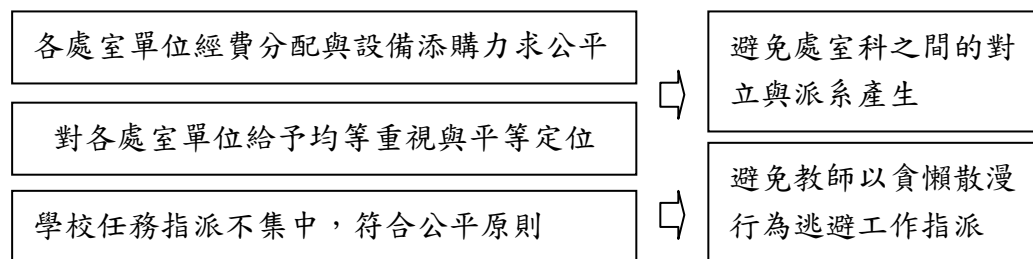 各處室單位經費分配與設備添購力求公平
對各處室單位給予均等重視與平等定位
學校任務指派不集中，符合公平原則
避免處室科之間的對
立與派系產生
避免教師以貪懶散漫
行為逃避工作指派